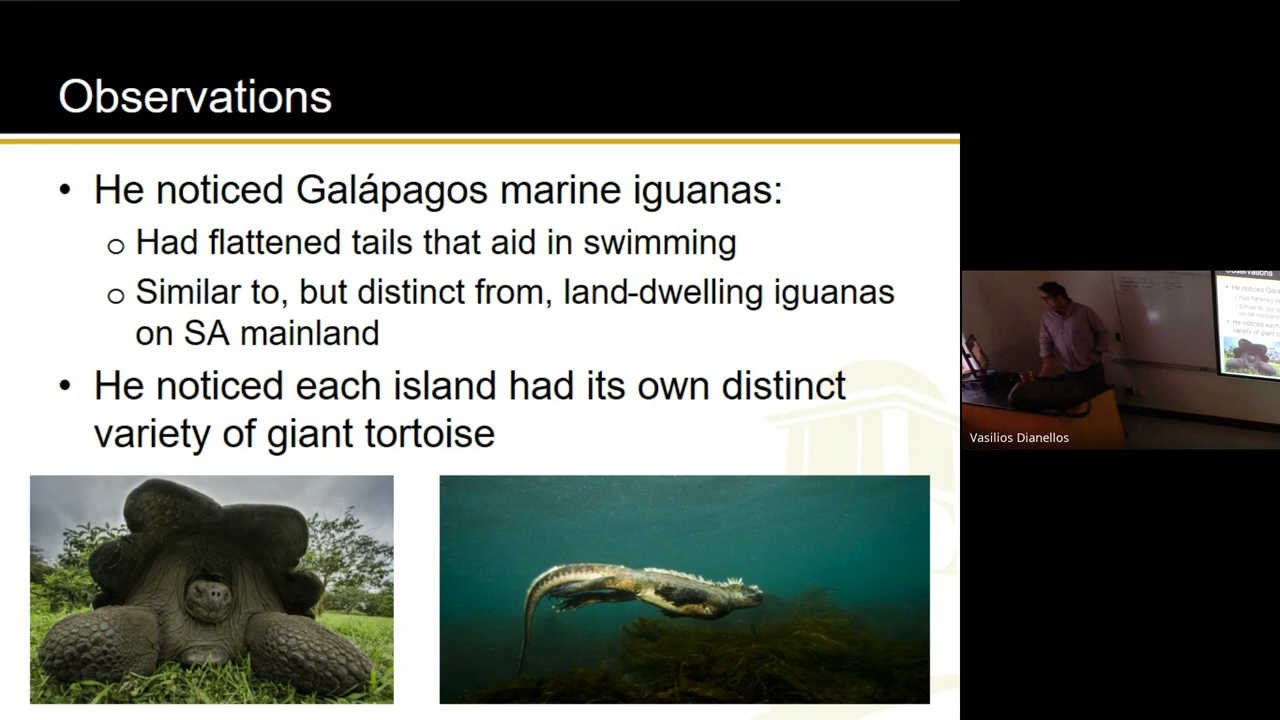 Observations
• He noticed Galápagos marine iguanas:
o Had flattened tails that aid in swimming
o Similar to, but distinct from, land-dwelling iguanas
on SA mainland
• He noticed each island had its own distinct
variety of giant tortoise
Vasilios Dianellos